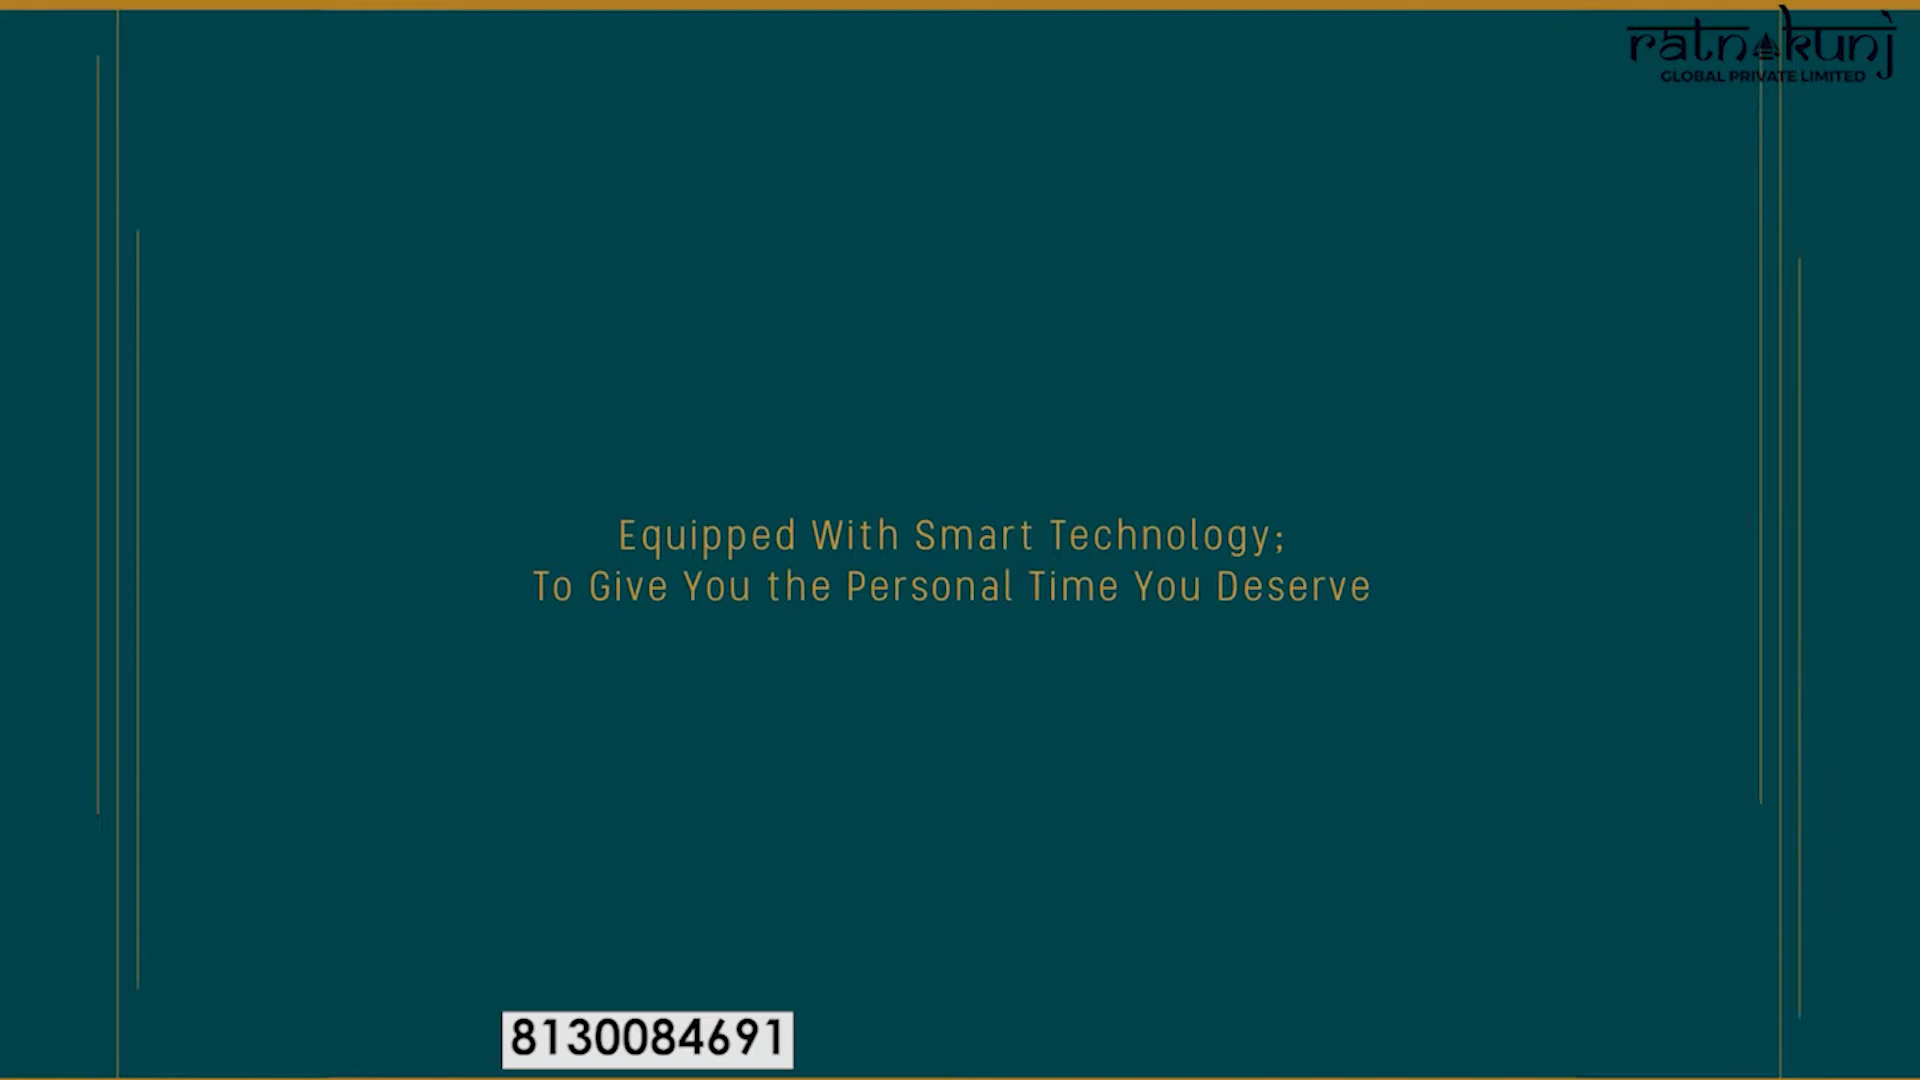 ratnakunj
GLOBAL PRIVATE LIMITED
Equipped With Smart Technology;
To Give You the Personal Time You Deserve
8130084691